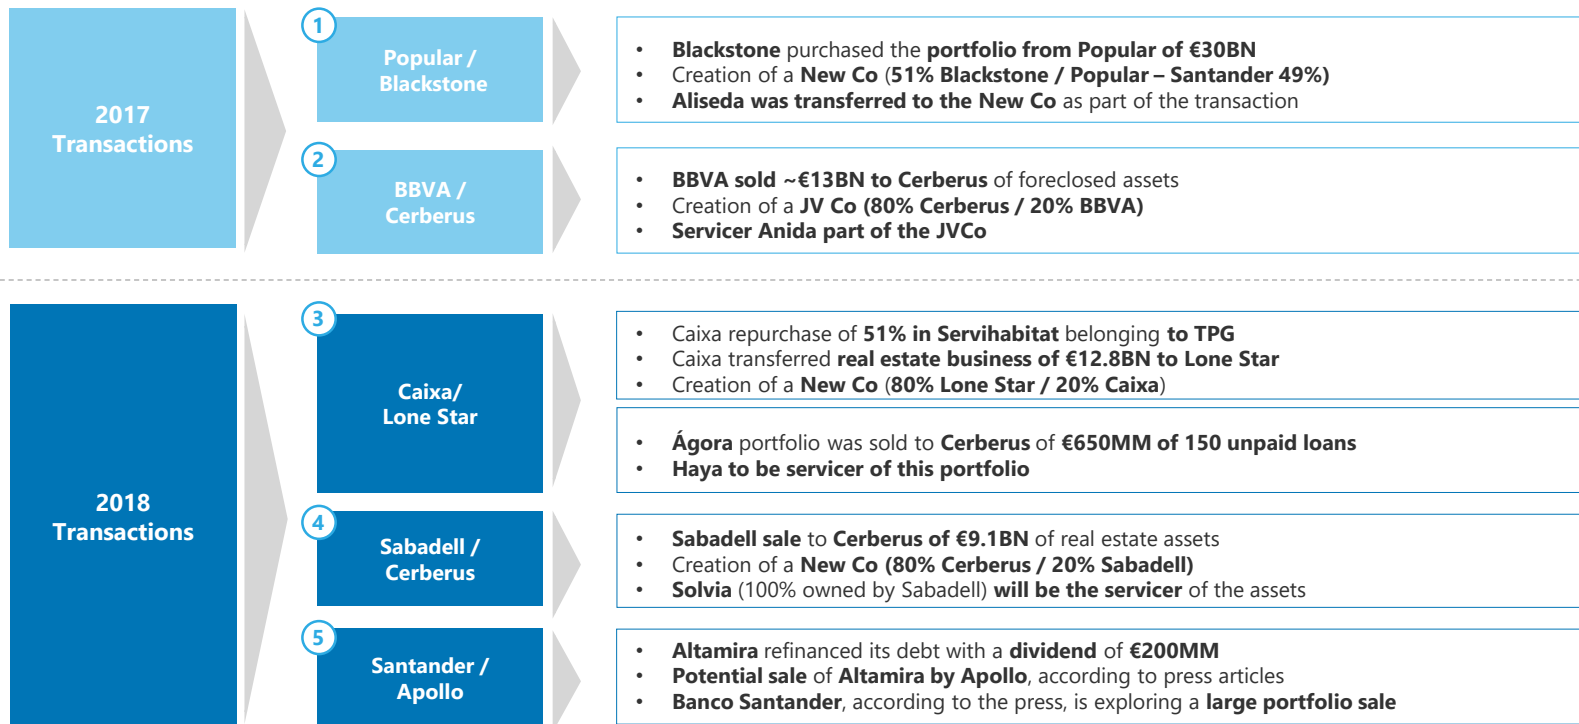 2017
Transactions
1
Popular /
Blackstone
• Blackstone purchased the portfolio from Popular of €30BN
• Creation of a New Co (51% Blackstone / Popular – Santander 49%)
• Aliseda was transferred to the New Co as part of the transaction
2
BBVA /
Cerberus
• BBVA sold ~€13BN to Cerberus of foreclosed assets
• Creation of a JV Co (80% Cerberus / 20% BBVA)
• Servicer Anida part of the JVCo
2018
Transactions
3
Caixa/
Lone Star
• Caixa repurchase of 51% in Servihabitat belonging to TPG
• Caixa transferred real estate business of €12.8BN to Lone Star
• Creation of a New Co (80% Lone Star / 20% Caixa)
• Ágora portfolio was sold to Cerberus of €650MM of 150 unpaid loans
• Haya to be servicer of this portfolio
4
Sabadell /
Cerberus
• Sabadell sale to Cerberus of €9.1BN of real estate assets
• Creation of a New Co (80% Cerberus / 20% Sabadell)
• Solvia (100% owned by Sabadell) will be the servicer of the assets
5
Santander /
Apollo
• Altamira refinanced its debt with a dividend of €200MM
• Potential sale of Altamira by Apollo, according to press articles
• Banco Santander, according to the press, is exploring a large portfolio sale